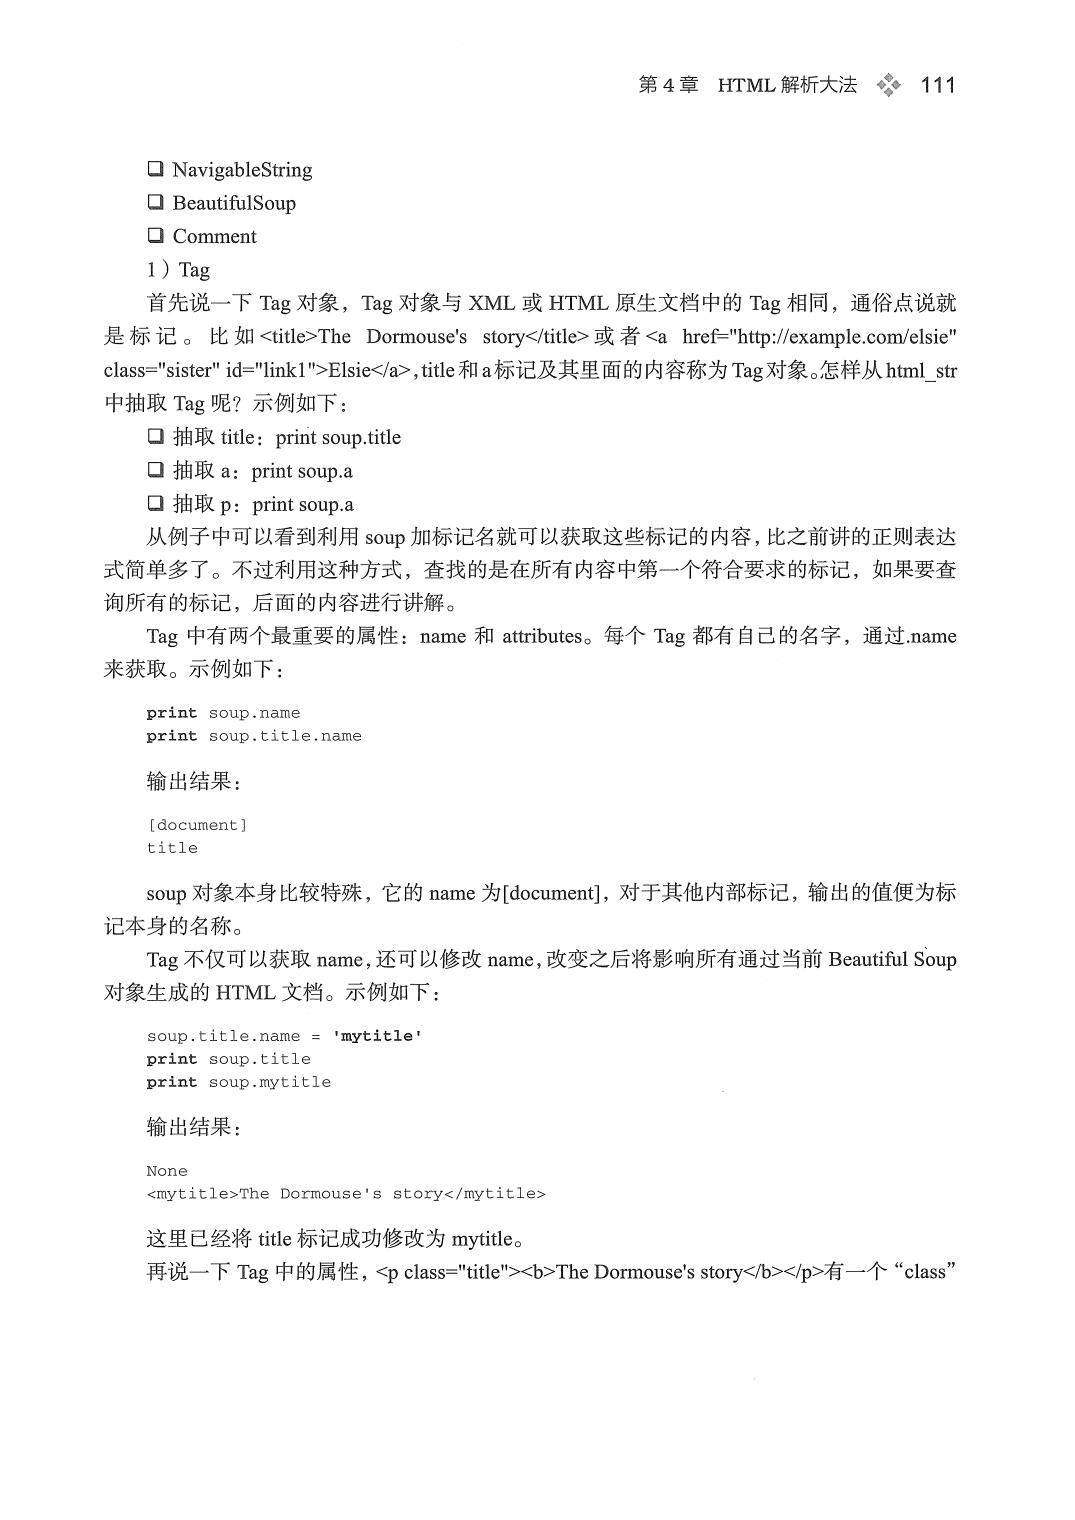 第 4 章 HTML 解析大法 111
❑ NavigableString
❑ BeautifulSoup
❑ Comment
1）Tag
首先说一下 Tag 对象，Tag 对象与 XML 或 HTML 原生文档中的 Tag 相同，通俗点说就
是标记。比如<title>The Dormouse's story</title>或者<a href="http://example.com/elsie"
class="sister" id="link1">Elsie</a>，title 和 a 标记及其里面的内容称为 Tag 对象。怎样从 html_str
中抽取 Tag 呢？示例如下：
❑ 抽取 title：print soup.title
❑ 抽取 a：print soup.a
❑ 抽取 p：print soup.a
从例子中可以看到利用 soup 加标记名就可以获取这些标记的内容，比之前讲的正则表达
式简单多了。不过利用这种方式，查找的是在所有内容中第一个符合要求的标记，如果要查
询所有的标记，后面的内容进行讲解。
Tag 中有两个最重要的属性：name 和 attributes。每个 Tag 都有自己的名字，通过.name
来获取。示例如下：
print soup.name
print soup.title.name
输出结果：
[document]
title
soup 对象本身比较特殊，它的 name 为[document]，对于其他内部标记，输出的值便为标
记本身的名称。
Tag 不仅可以获取 name，还可以修改 name，改变之后将影响所有通过当前 Beautiful Soup
对象生成的 HTML 文档。示例如下：
soup.title.name = 'mytitle'
print soup.title
print soup.mytitle
输出结果：
None
<mytitle>The Dormouse's story</mytitle>
这里已经将 title 标记成功修改为 mytitle。
再说一下 Tag 中的属性，<p class="title"><b>The Dormouse's story</b></p>有一个“class”